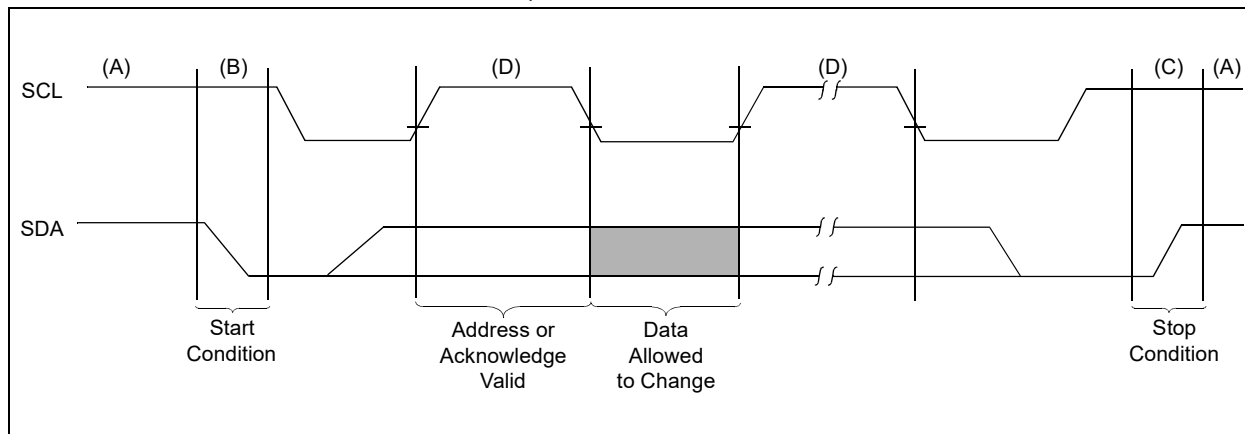 (A)
(B)
(D)
(D)
(C)
(A)
SCL
SDA
Start
Condition
Address or
Acknowledge
Valid
Data
Allowed
to Change
Stop
Condition